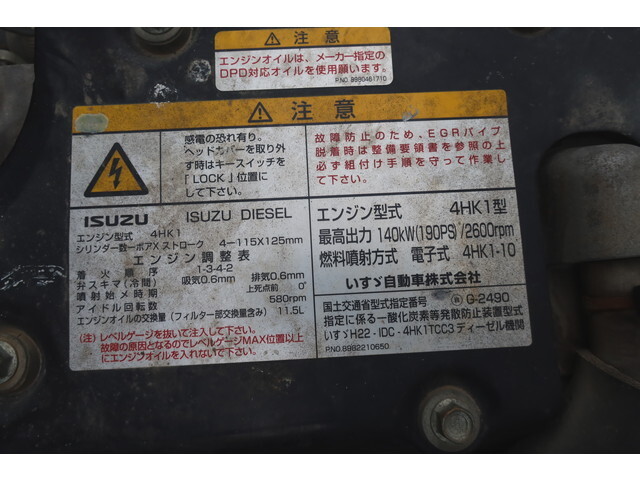 ⚠ 注意
エンジンオイルは、メーカー指定の
DPD対応オイルを使用願います。
P.NO.8980461710
⚠ 注意
感電の恐れ有り。
ヘッドカバーを取り外
す時はキースイッチを
「LOCK」位置に
して下さい。
故障防止のため、EGRパイプ
脱着時は整備要領書を参照の上
必ず組付け手順を守って作業し
て下さい。
ISUZU ISUZU DIESEL
エンジン型式 4HK1
シリンダ数ーボアXストローク 4-115X125mm
エンジン調整表
着火順序 1-3-4-2
弁スキマ(冷間) 吸気0.6mm 排気0.6mm
噴射始メ時期 上死点前 0°
アイドル回転数 580rpm
エンジンオイルの交換量(フィルター部交換量含み) 11.5L
(注)レベルゲージを抜いて注入して下さい。
故障の原因となるのでレベルゲージMAX位置以上
にエンジンオイルを入れないで下さい。
エンジン型式 4HK1型
最高出力 140kW(190PS)/2600rpm
燃料噴射方式 電子式 4HK1-10
いすゞ自動車株式会社
国土交通省型式指定番号 G-2490
指定に係る一酸化炭素等発散防止装置型式
いすゞH22-IDC-4HK1TCC3ディーゼル機関
P.NO.8982210650